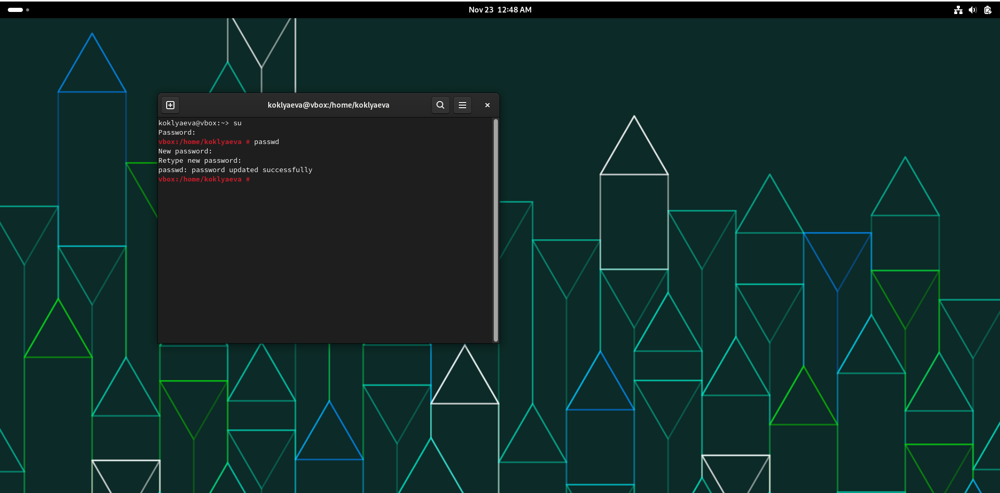 Nov 23 12:48 AM
koklyaeva@vbox:/home/koklyaeva
koklyaeva@vbox:~> su
Password:
vbox:/home/koklyaeva # passwd
New password:
Retype new password:
passwd: password updated successfully
vbox:/home/koklyaeva #